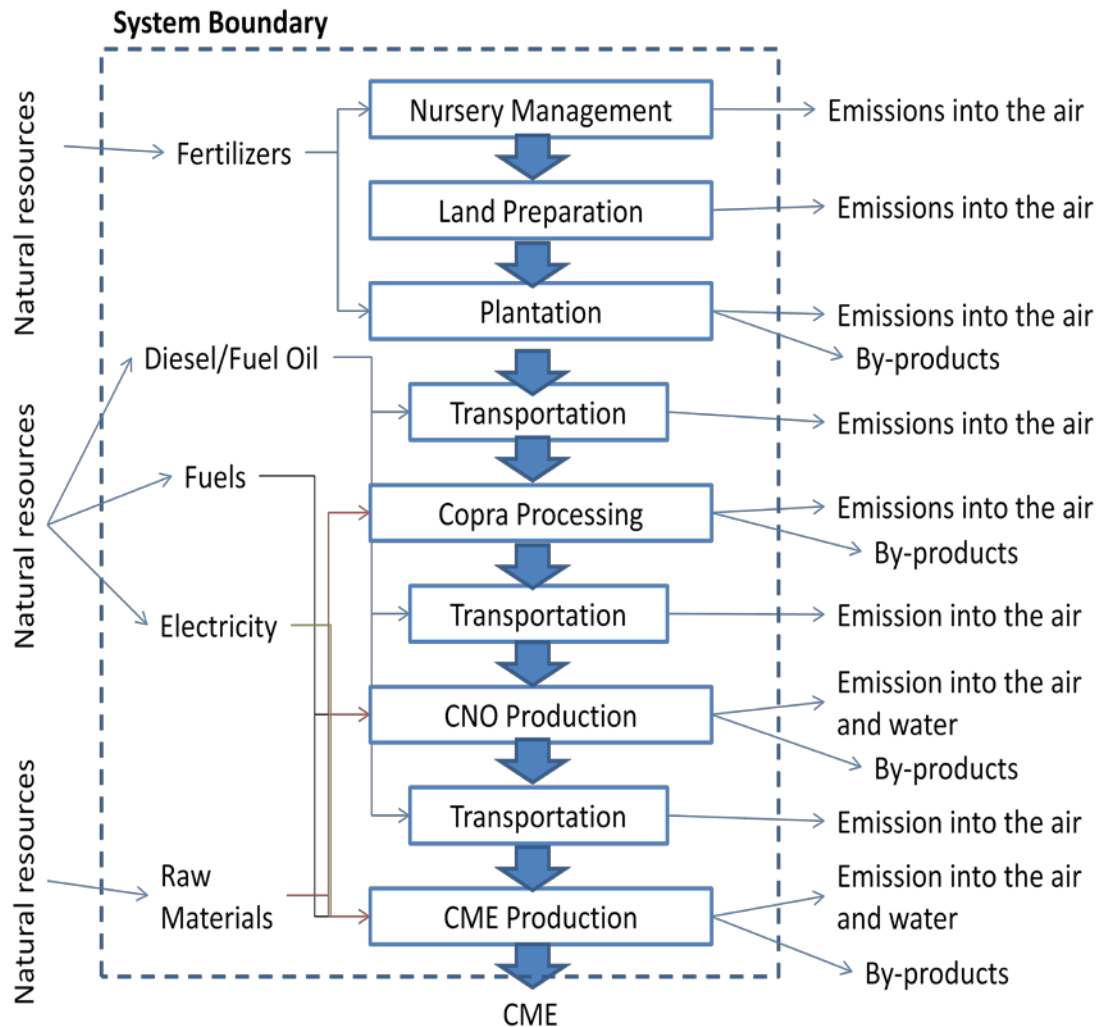 System Boundary
Natural resources
Fertilizers
Nursery Management
Emissions into the air
Land Preparation
Emissions into the air
Plantation
Emissions into the air
By-products
Natural resources
Diesel/Fuel Oil
Transportation
Emissions into the air
Fuels
Copra Processing
Emissions into the air
By-products
Electricity
Transportation
Emission into the air
CNO Production
Emission into the air
and water
By-products
Transportation
Emission into the air
Natural resources
Raw
Materials
CME Production
Emission into the air
and water
By-products
CME